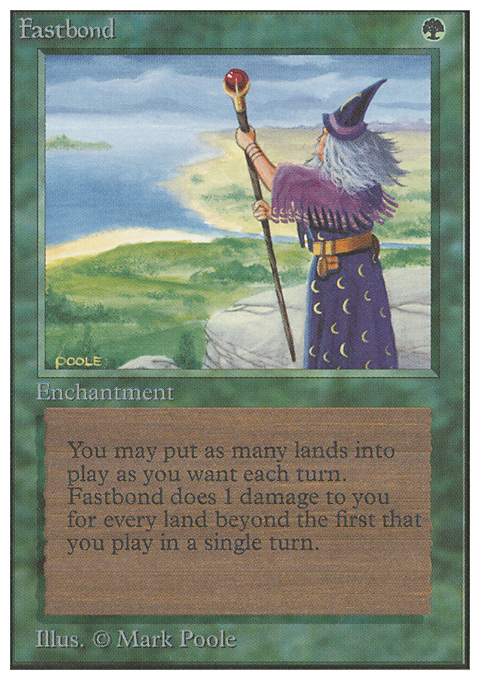 Fastbond
POOLE
Enchantment
You may put as many lands into
play as you want each turn.
Fastbond does 1 damage to you
for every land beyond the first that
you play in a single turn.
Illus. © Mark Poole